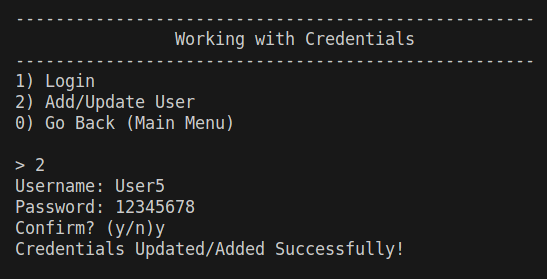 ----------------------------------------------------
Working with Credentials
----------------------------------------------------
1) Login
2) Add/Update User
0) Go Back (Main Menu)
> 2
Username: User5
Password: 12345678
Confirm? (y/n)y
Credentials Updated/Added Successfully!